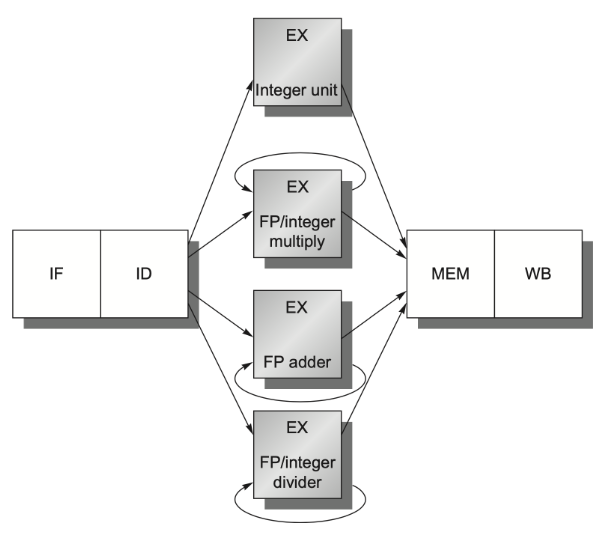 EX
Integer unit
EX
FP/integer
multiply
IF
ID
MEM
WB
EX
FP adder
EX
FP/integer
divider